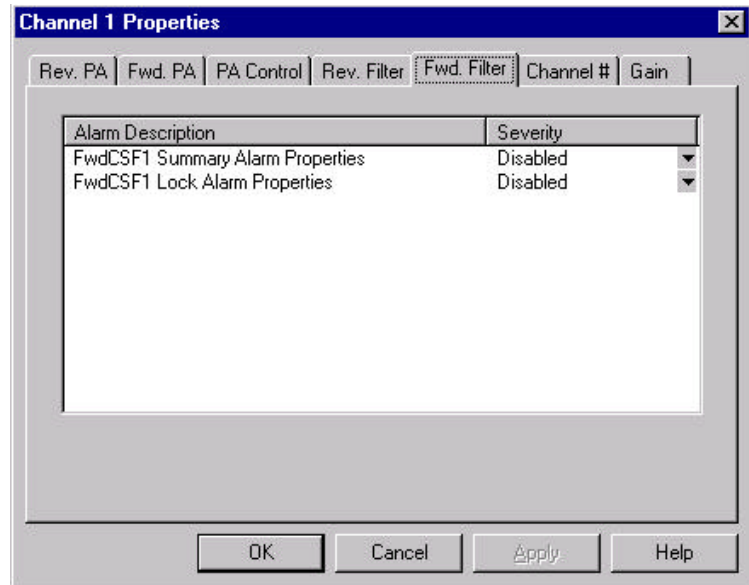 Channel 1 Properties
Rev. PA Fwd. PA PA Control Rev. Filter Fwd. Filter Channel # Gain
Alarm Description Severity
FwdCSF1 Summary Alarm Properties Disabled
FwdCSF1 Lock Alarm Properties Disabled
OK Cancel Apply Help